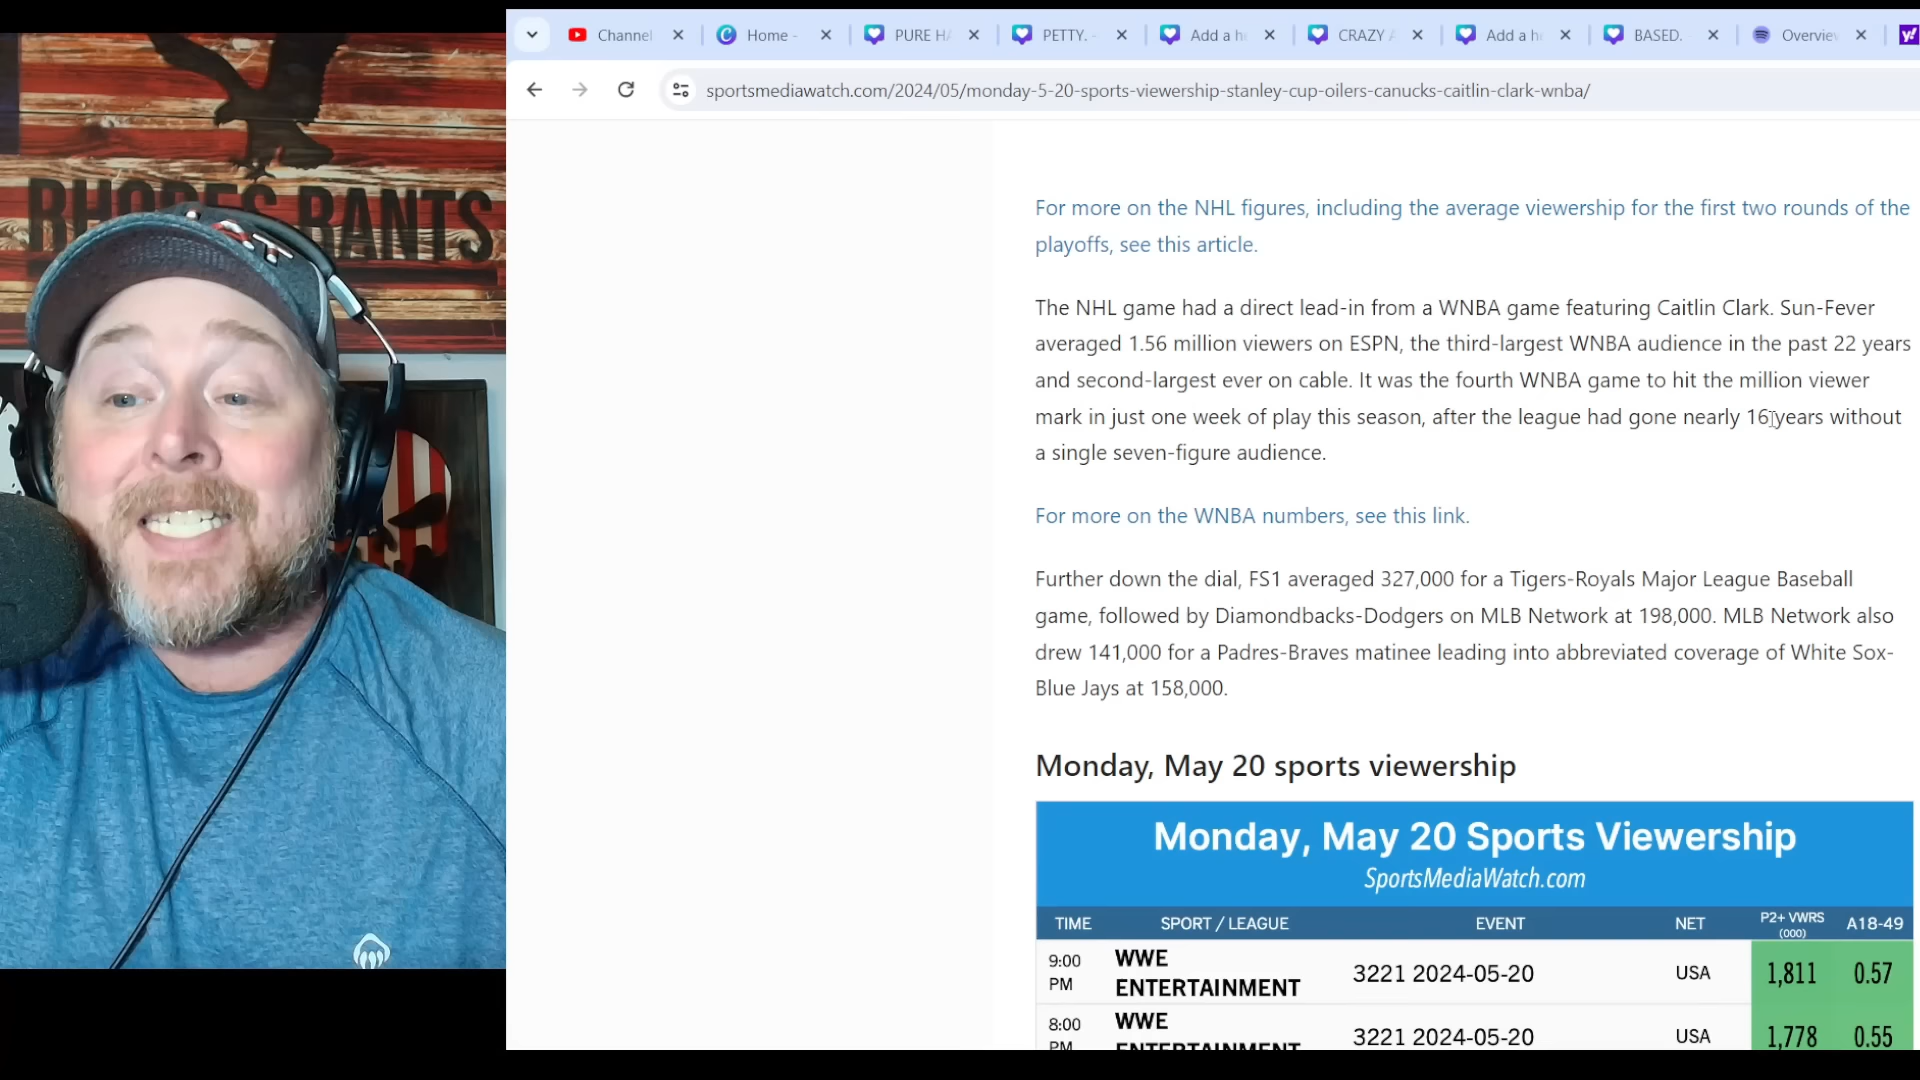 Channel
Home -
PURE H
PETTY. -
Add a h
CRAZY
Add a h
BASED.
Overvie
y!
sportsmediawatch.com/2024/05/monday-5-20-sports-viewership-stanley-cup-oilers-canucks-caitlin-clark-wnba/
RHODES RANTS
For more on the NHL figures, including the average viewership for the first two rounds of the
playoffs, see this article.
The NHL game had a direct lead-in from a WNBA game featuring Caitlin Clark. Sun-Fever
averaged 1.56 million viewers on ESPN, the third-largest WNBA audience in the past 22 years
and second-largest ever on cable. It was the fourth WNBA game to hit the million viewer
mark in just one week of play this season, after the league had gone nearly 16 years without
a single seven-figure audience.
For more on the WNBA numbers, see this link.
Further down the dial, FS1 averaged 327,000 for a Tigers-Royals Major League Baseball
game, followed by Diamondbacks-Dodgers on MLB Network at 198,000. MLB Network also
drew 141,000 for a Padres-Braves matinee leading into abbreviated coverage of White Sox-
Blue Jays at 158,000.
Monday, May 20 sports viewership
Monday, May 20 Sports Viewership
SportsMediaWatch.com
TIME SPORT / LEAGUE EVENT NET P2+ VWRS (000) A18-49
9:00 PM WWE ENTERTAINMENT 3221 2024-05-20 USA 1,811 0.57
8:00 PM WWE ENTERTAINMENT 3221 2024-05-20 USA 1,778 0.55